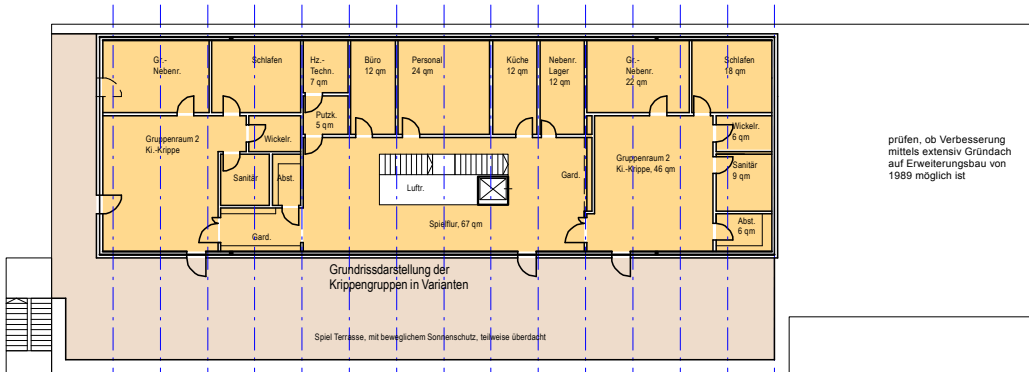 Gr.-
Nebenr.
Schlafen
Hz.-
Techn.
7 qm
Büro
12 qm
Personal
24 qm
Küche
12 qm
Nebenr.
Lager
12 qm
Gr.-
Nebenr.
22 qm
Schlafen
18 qm
Putzk.
5 qm
Gruppenraum 2
Ki.-Krippe
Wickelr.
Sanitär
Abst.
Gard.
Luftr.
Spielflur, 67 qm
Gard.
Gruppenraum 2
Ki.-Krippe, 46 qm
Wickelr.
6 qm
Sanitär
9 qm
Abst.
6 qm
prüfen, ob Verbesserung
mittels extensiv Gründach
auf Erweiterungsbau von
1989 möglich ist
Grundrissdarstellung der
Krippengruppen in Varianten
Spiel Terrasse, mit beweglichem Sonnenschutz, teilweise überdacht